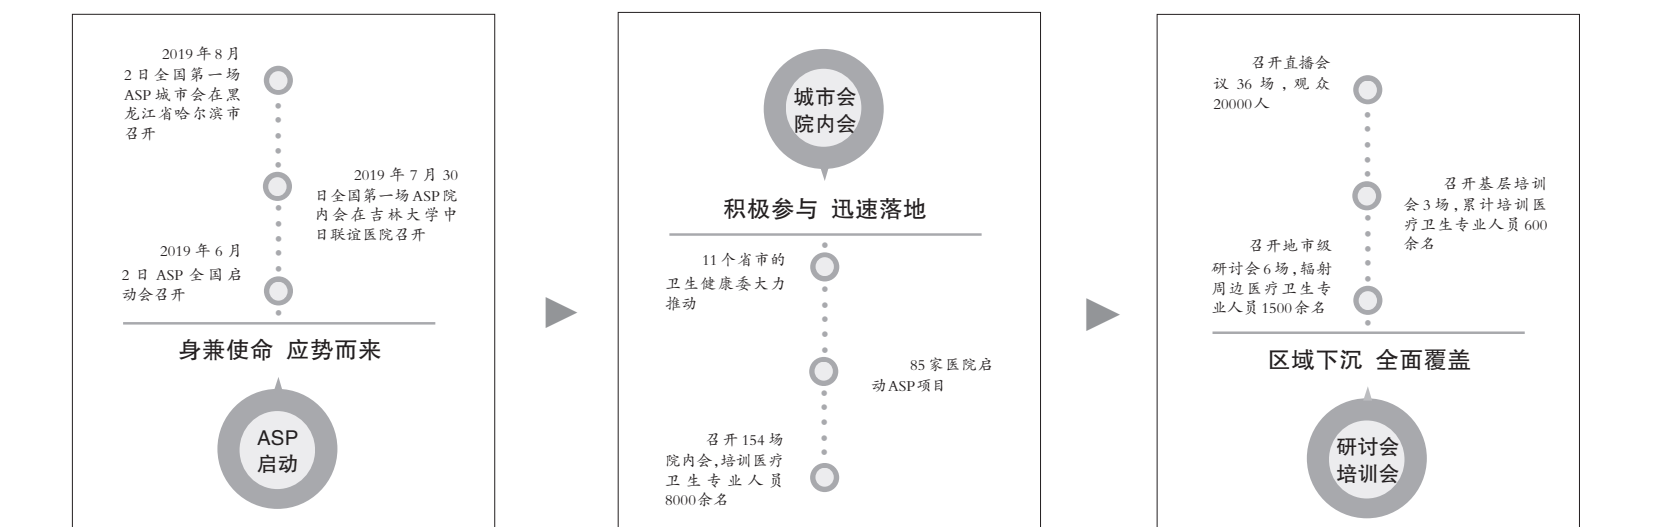 2019年8月
2日全国第一场
ASP城市会在黑
龙江省哈尔滨市
召开
2019年7月30
日全国第一场ASP院
内会在吉林大学中
日联谊医院召开
2019年6月
2日ASP全国启
动会召开
身兼使命 应势而来
ASP
启动
城市会
院内会
积极参与 迅速落地
11个省市的
卫生健康委大力
推动
85家医院启
动ASP项目
召开154场
院内会,培训医疗
卫生专业人员
8000余名
召开直播会
议36场,观众
20000人
召开基层培训
会3场,累计培训医
疗卫生专业人员600
余名
召开地市级
研讨会6场,辐射
周边医疗卫生专
业人员1500余名
区域下沉 全面覆盖
研讨会
培训会